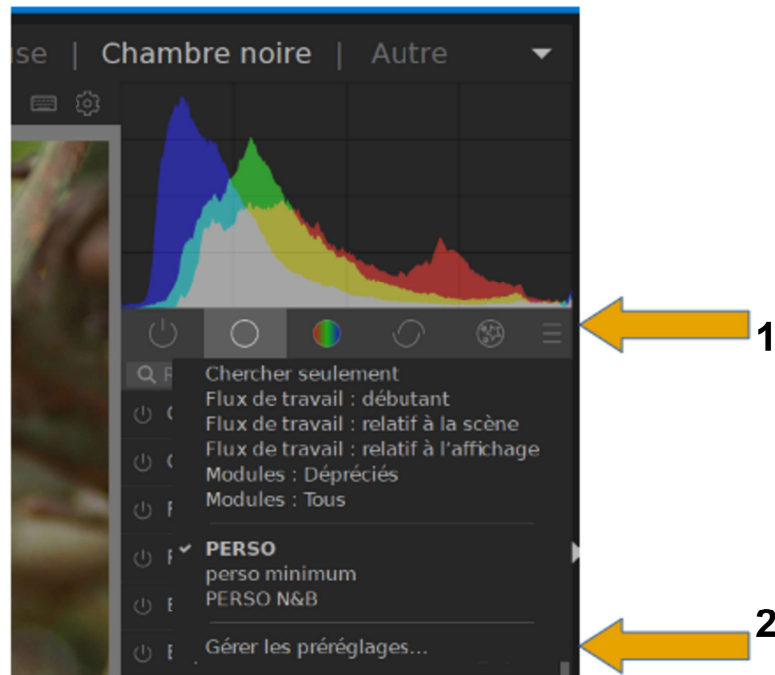 Chambre noire | Autre
1
Chercher seulement
Flux de travail : débutant
Flux de travail : relatif à la scène
Flux de travail : relatif à l'affichage
Modules : Dépréciés
Modules : Tous
PERSO
perso minimum
PERSO N&B
2
Gérer les préréglages...